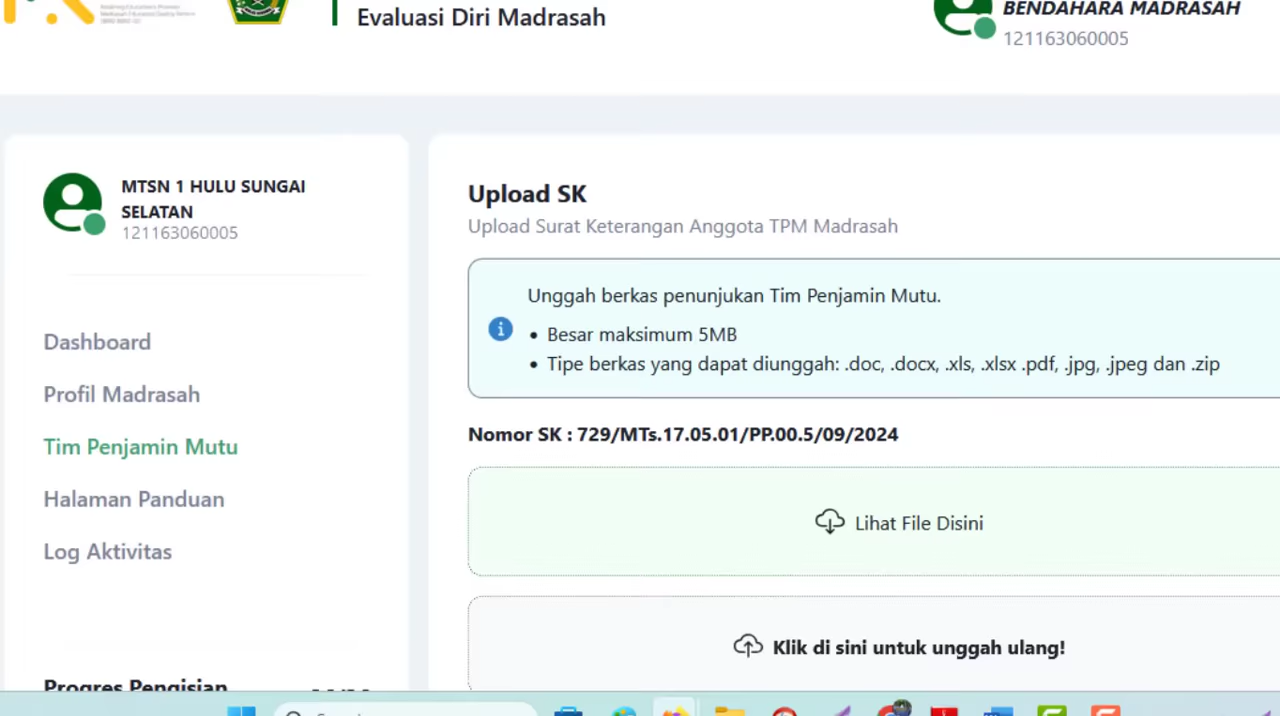 Evaluasi Diri Madrasah
BENDAHARA MADRASAH
121163060005
MTSN 1 HULU SUNGAI
SELATAN
121163060005
Dashboard
Profil Madrasah
Tim Penjamin Mutu
Halaman Panduan
Log Aktivitas
Progres Pengisian
Upload SK
Upload Surat Keterangan Anggota TPM Madrasah
Unggah berkas penunjukan Tim Penjamin Mutu.
• Besar maksimum 5MB
• Tipe berkas yang dapat diunggah: .doc, .docx, .xls, .xlsx .pdf, .jpg, .jpeg dan .zip
Nomor SK : 729/MTs.17.05.01/PP.00.5/09/2024
Lihat File Disini
Klik di sini untuk unggah ulang!